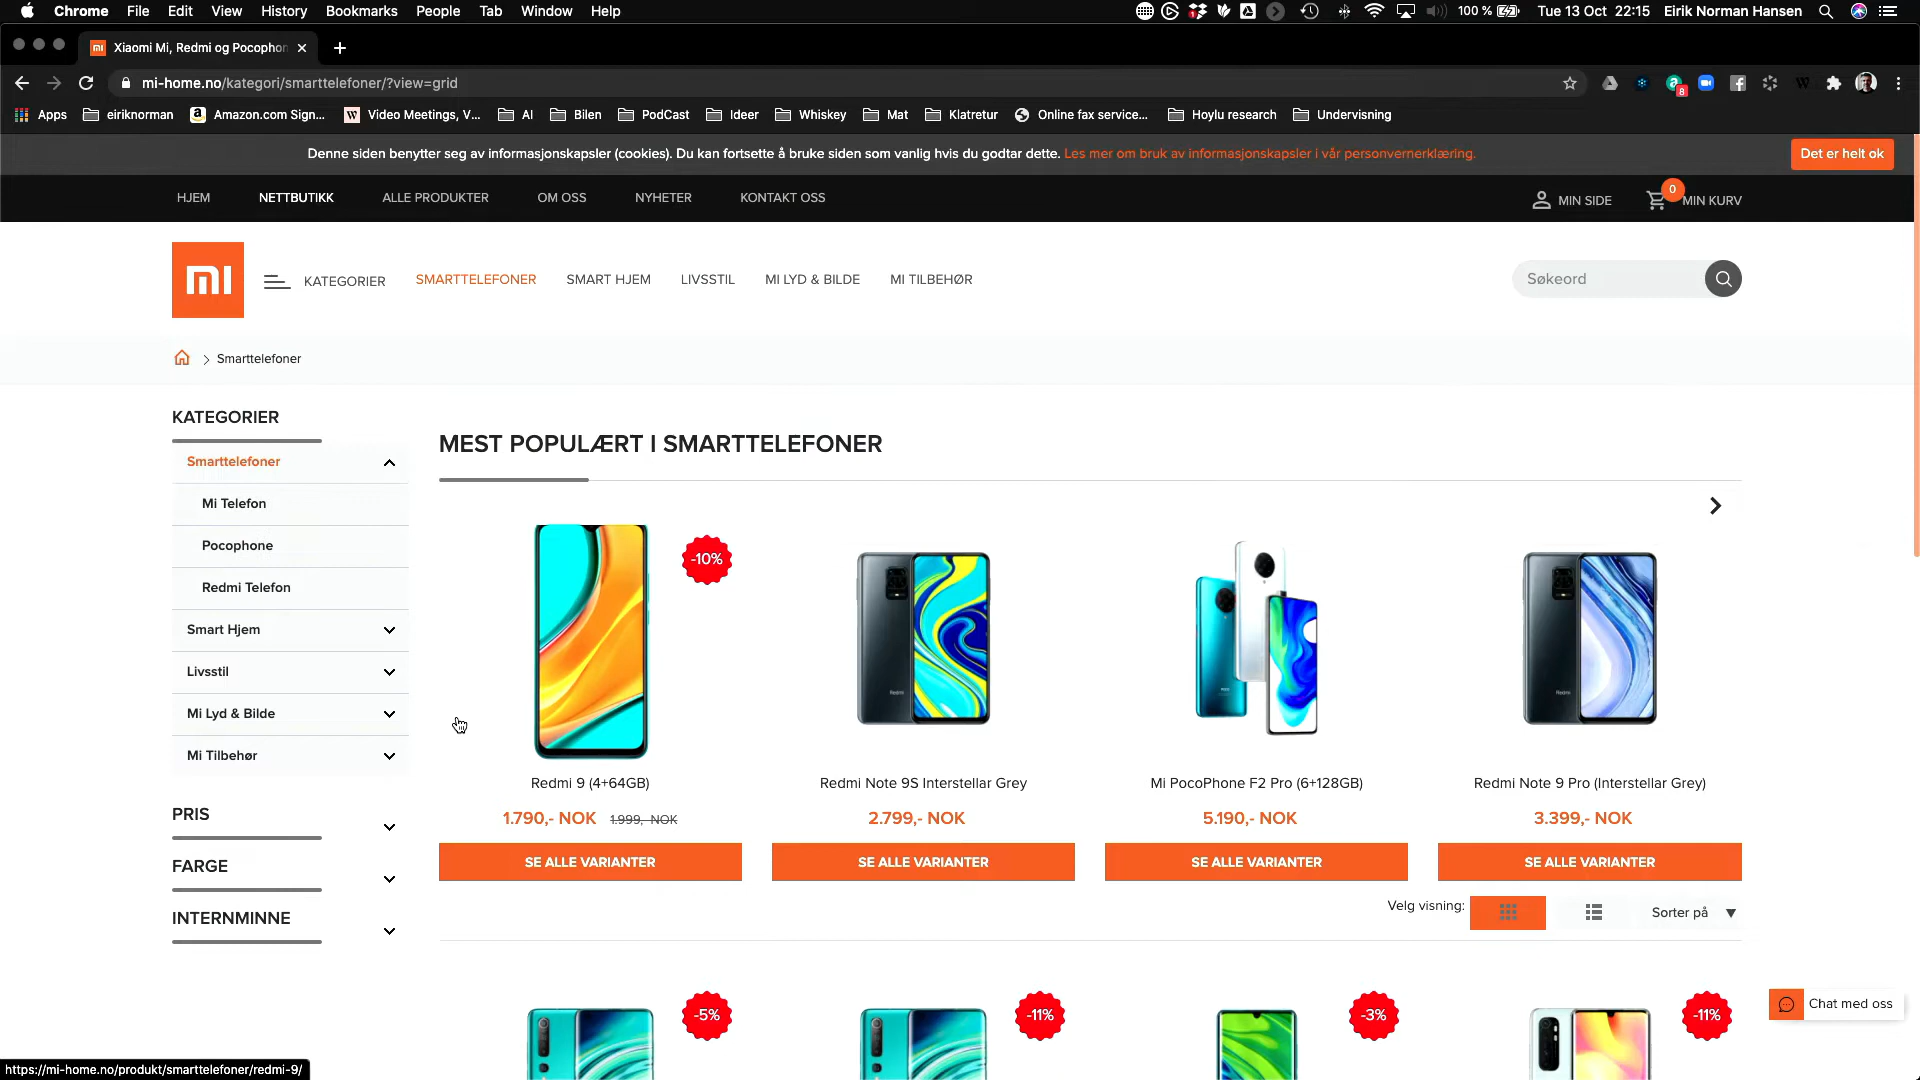 Chrome File Edit View History Bookmarks People Tab Window Help
100 % Tue 13 Oct 22:15 Eirik Norman Hansen
Xiaomi Mi, Redmi og Pocophon
mi-home.no/kategori/smarttelefoner/?view=grid
8
Apps eiriknorman Amazon.com Sign... Video Meetings, V... AI Bilen PodCast Ideer Whiskey Mat Klatretur Online fax service... Hoylu research Undervisning
Denne siden benytter seg av informasjonskapsler (cookies). Du kan fortsette å bruke siden som vanlig hvis du godtar dette. Les mer om bruk av informasjonskapsler i vår personvernerklæring.
Det er helt ok
HJEM NETTBUTIKK ALLE PRODUKTER OM OSS NYHETER KONTAKT OSS
MIN SIDE 0 MIN KURV
mi
KATEGORIER SMARTTELEFONER SMART HJEM LIVSSTIL MI LYD & BILDE MI TILBEHØR
Søkeord
Smarttelefoner
KATEGORIER
Smarttelefoner
Mi Telefon
Pocophone
Redmi Telefon
Smart Hjem
Livsstil
Mi Lyd & Bilde
Mi Tilbehør
PRIS
FARGE
INTERNMINNE
MEST POPULÆRT I SMARTTELEFONER
-10%
Redmi 9 (4+64GB)
1.790,- NOK 1.999,- NOK
SE ALLE VARIANTER
Redmi Note 9S Interstellar Grey
2.799,- NOK
SE ALLE VARIANTER
Mi PocoPhone F2 Pro (6+128GB)
5.190,- NOK
SE ALLE VARIANTER
Redmi Note 9 Pro (Interstellar Grey)
3.399,- NOK
SE ALLE VARIANTER
Velg visning:
Sorter på
-5%
-11%
-3%
-11%
Chat med oss
https://mi-home.no/produkt/smarttelefoner/redmi-9/